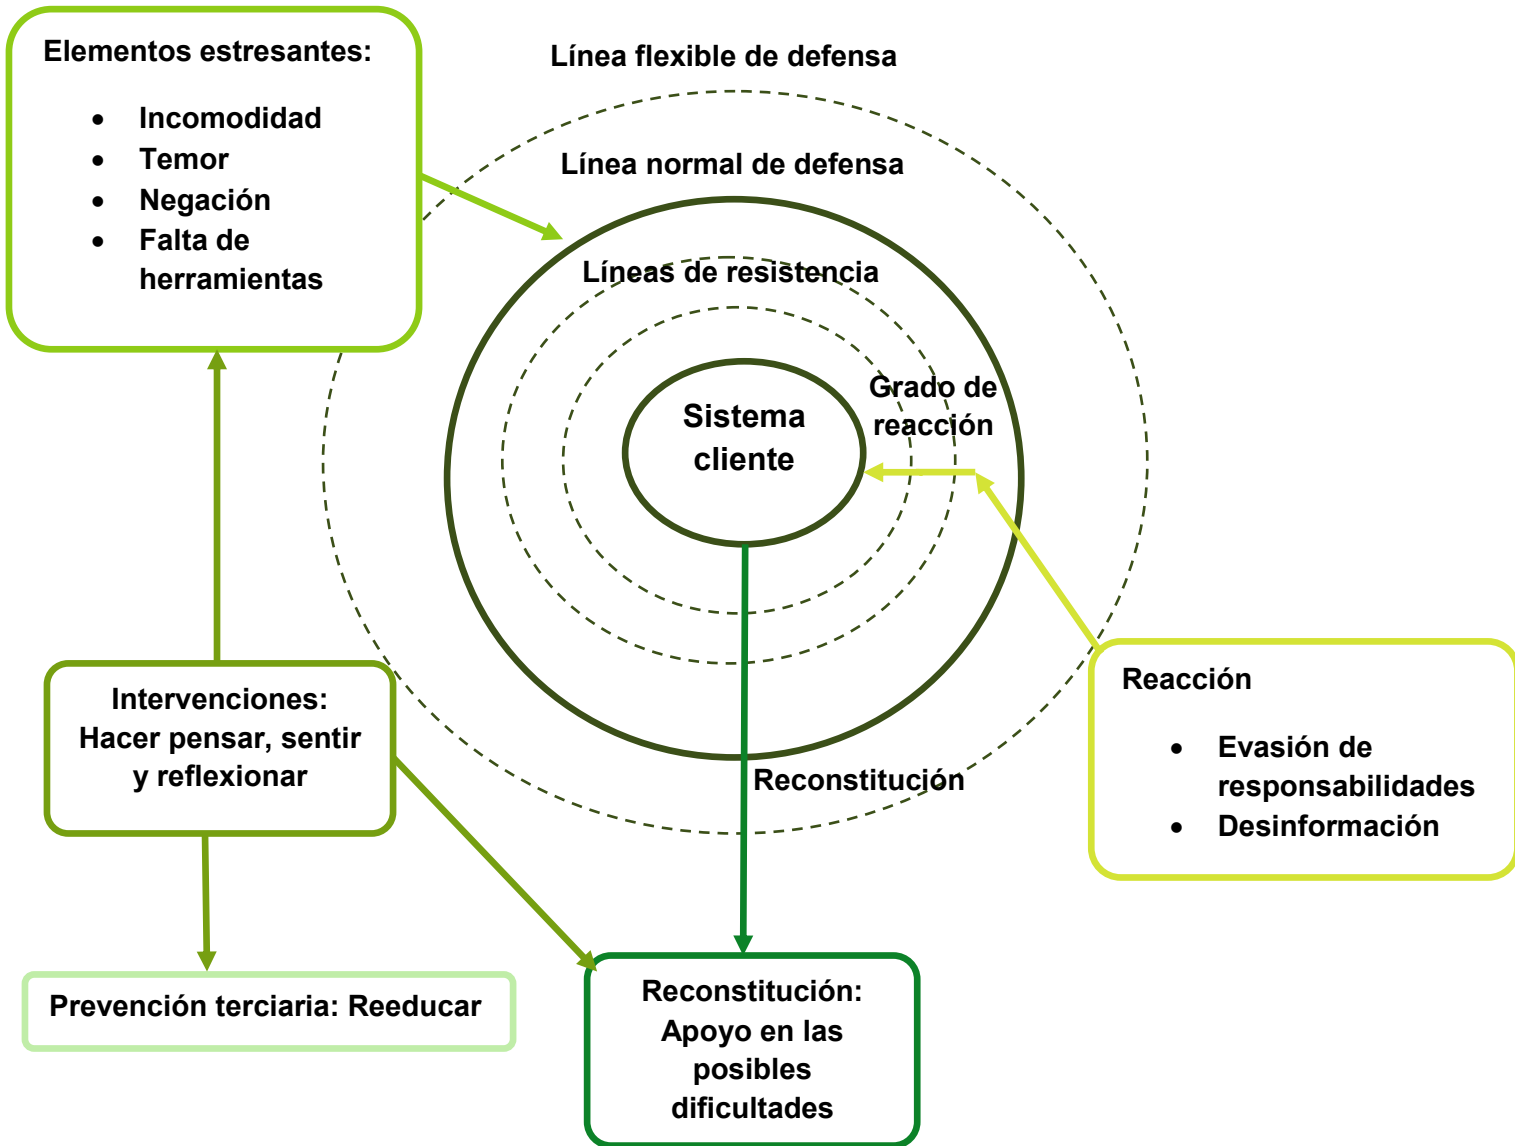 Elementos estresantes:
• Incomodidad
• Temor
• Negación
• Falta de
herramientas
Línea flexible de defensa
Línea normal de defensa
Líneas de resistencia
Grado de
reacción
Sistema
cliente
Reacción
• Evasión de
responsabilidades
• Desinformación
Intervenciones:
Hacer pensar, sentir
y reflexionar
Reconstitución
Prevención terciaria: Reeducar
Reconstitución:
Apoyo en las
posibles
dificultades